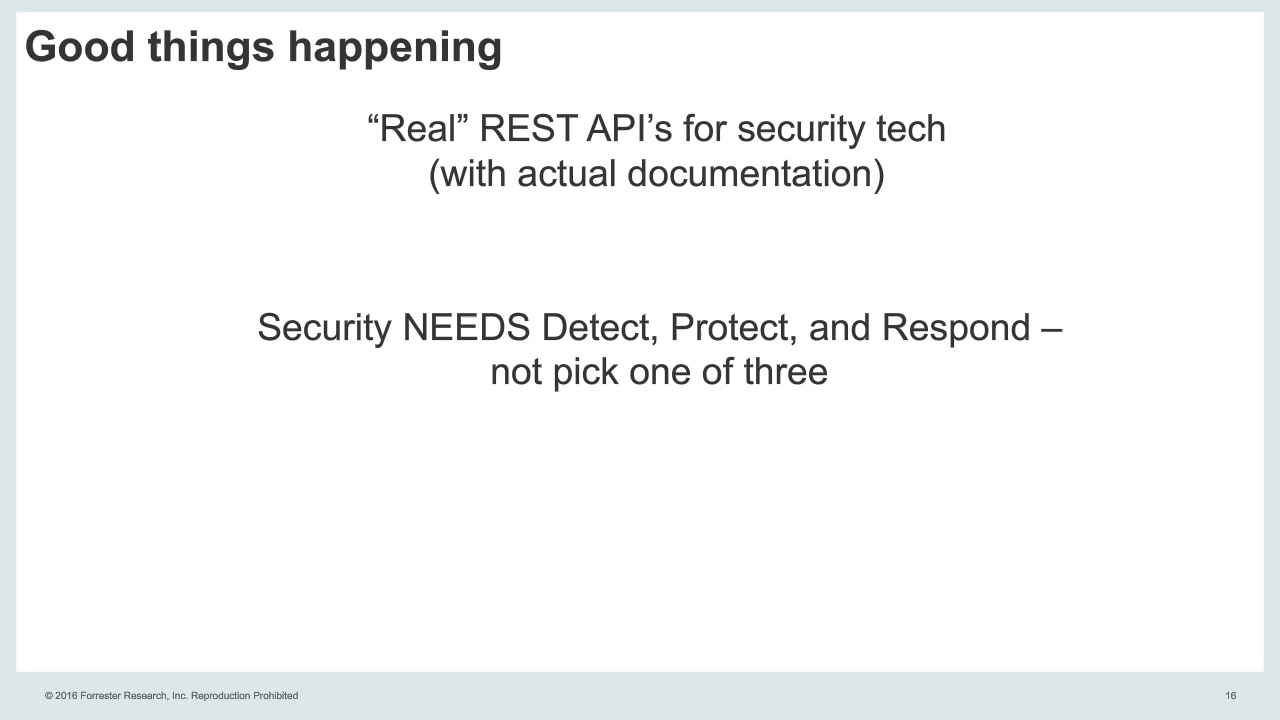 Good things happening
“Real” REST API’s for security tech
(with actual documentation)
Security NEEDS Detect, Protect, and Respond –
not pick one of three
© 2016 Forrester Research, Inc. Reproduction Prohibited
16